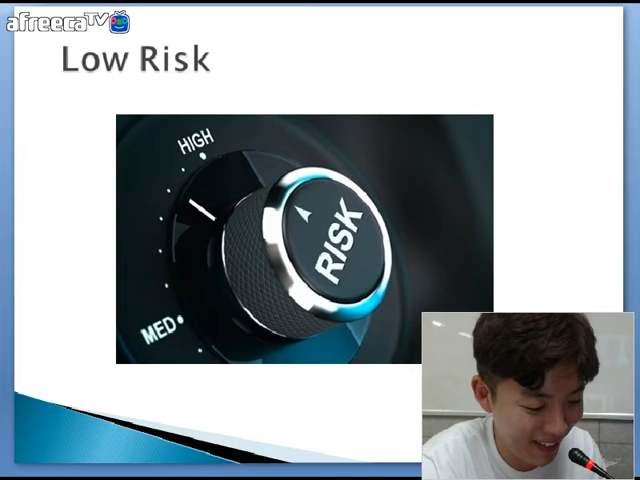 afreecaTV
Low Risk
HIGH
RISK
MED